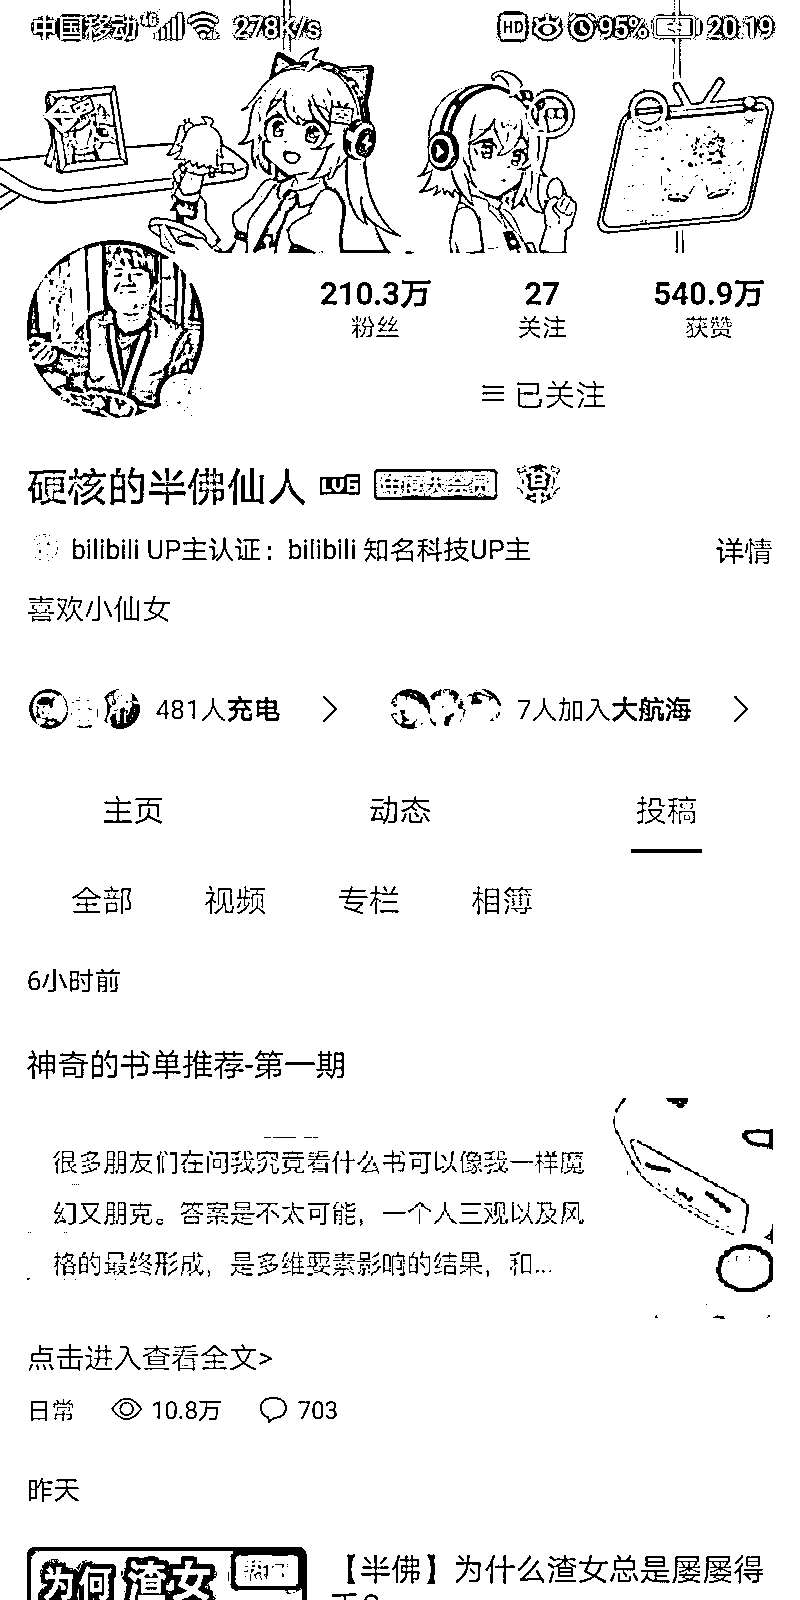 中国移动 278K/s HD 95% 20:19
210.3万 27 540.9万
粉丝 关注 获赞
已关注
硬核的半佛仙人 LV6 年度大会员
bilibili UP主认证：bilibili 知名科技UP主 详情
喜欢小仙女
481人充电 7人加入大航海
主页 动态 投稿
全部 视频 专栏 相簿
6小时前
神奇的书单推荐-第一期
很多朋友们在问我究竟看什么书可以像我一样魔
幻又朋克。答案是不太可能，一个人三观以及风
格的最终形成，是多维要素影响的结果，和...
点击进入查看全文>
日常 10.8万 703
昨天
为何渣女
【半佛】为什么渣女总是屡屡得
手?